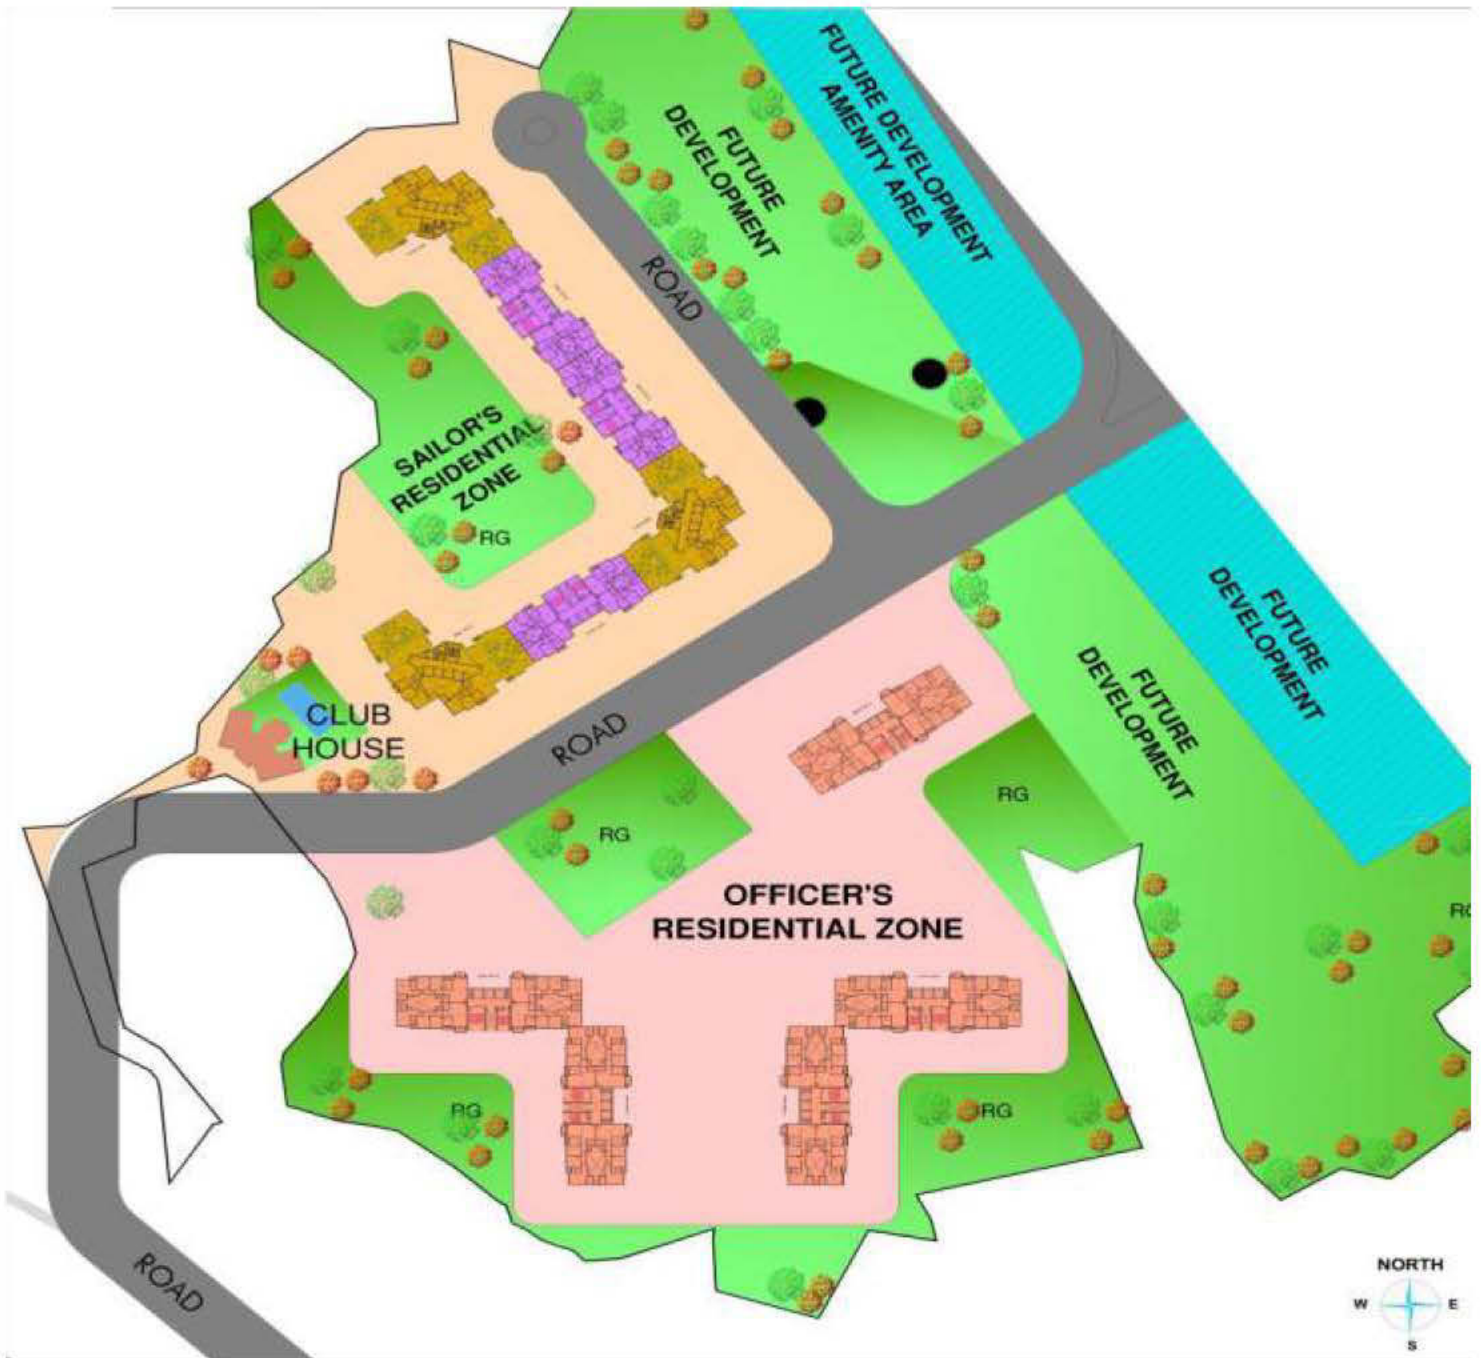 FUTURE DEVELOPMENT
AMENITY AREA
FUTURE
DEVELOPMENT
ROAD
SAILOR'S
RESIDENTIAL
ZONE
RG
FUTURE
DEVELOPMENT
FUTURE
DEVELOPMENT
CLUB
HOUSE
ROAD
RG
RG
OFFICER'S
RESIDENTIAL ZONE
RG
RG
ROAD
NORTH
W
E
S